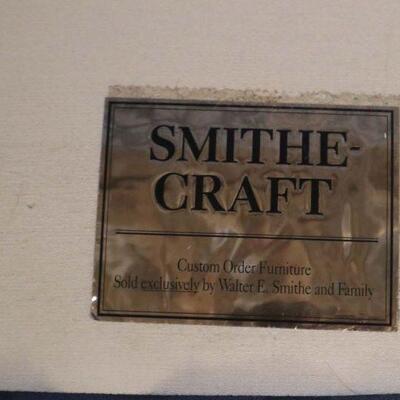 SMITHE-
CRAFT
Custom Order Furniture
Sold exclusively by Walter E. Smithe and Family